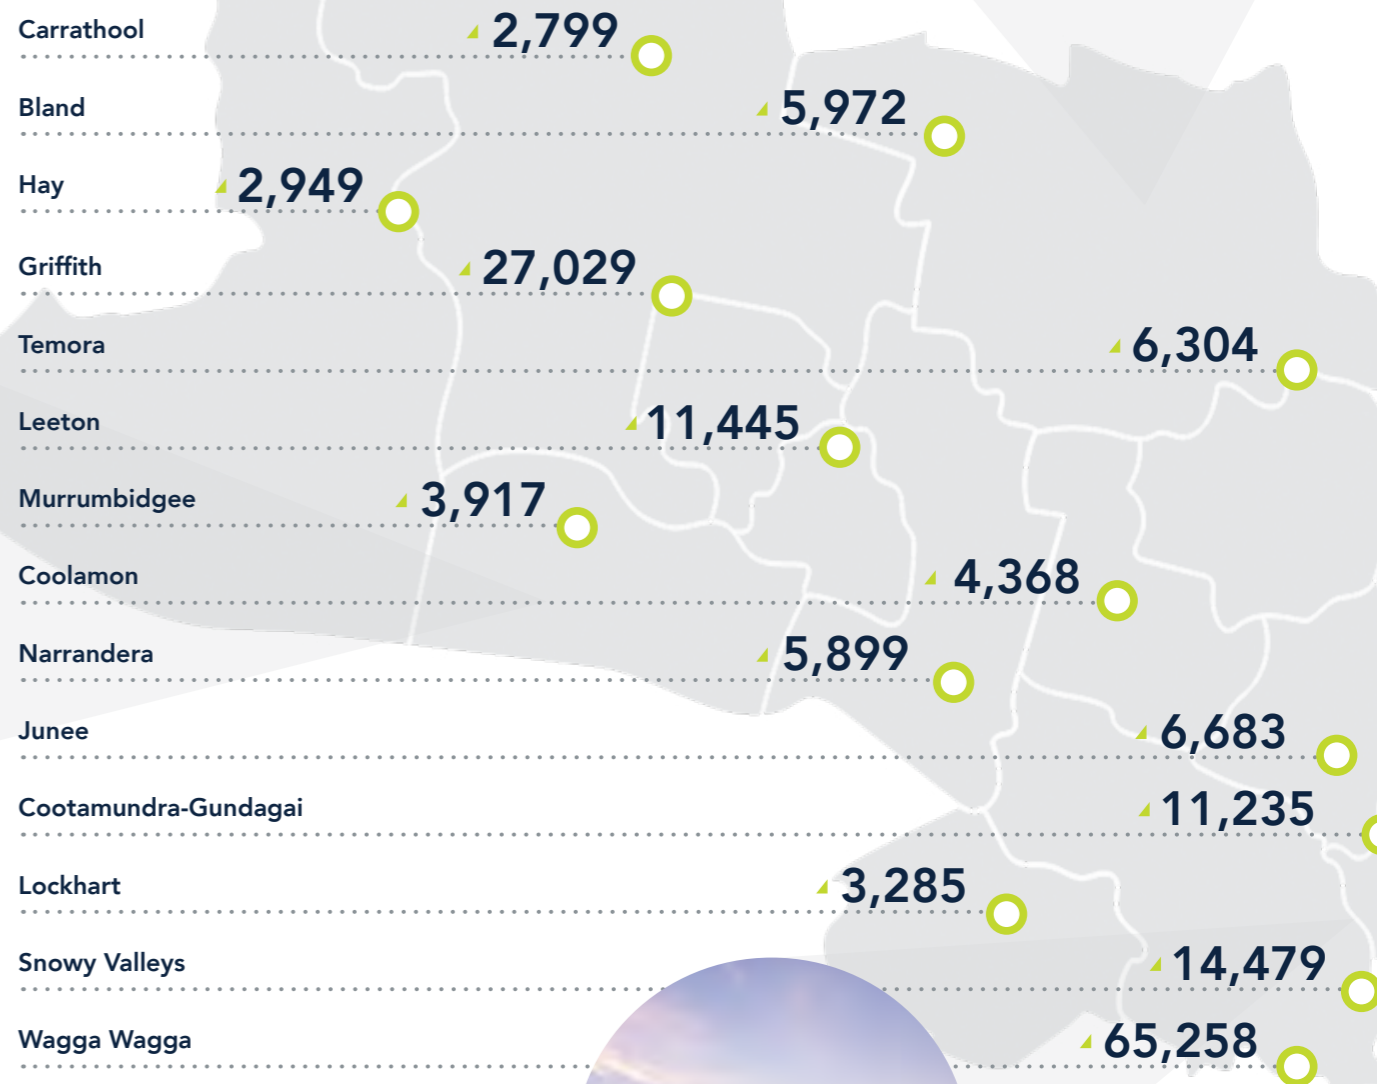 Carrathool 2,799
Bland 5,972
Hay 2,949
Griffith 27,029
Temora 6,304
Leeton 11,445
Murrumbidgee 3,917
Coolamon 4,368
Narrandera 5,899
Junee 6,683
Cootamundra-Gundagai 11,235
Lockhart 3,285
Snowy Valleys 14,479
Wagga Wagga 65,258